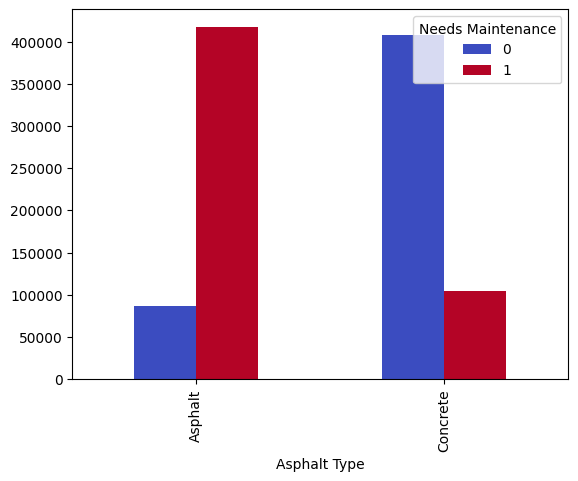 Needs Maintenance
0
1
400000
350000
300000
250000
200000
150000
100000
50000
0
Asphalt
Concrete
Asphalt Type